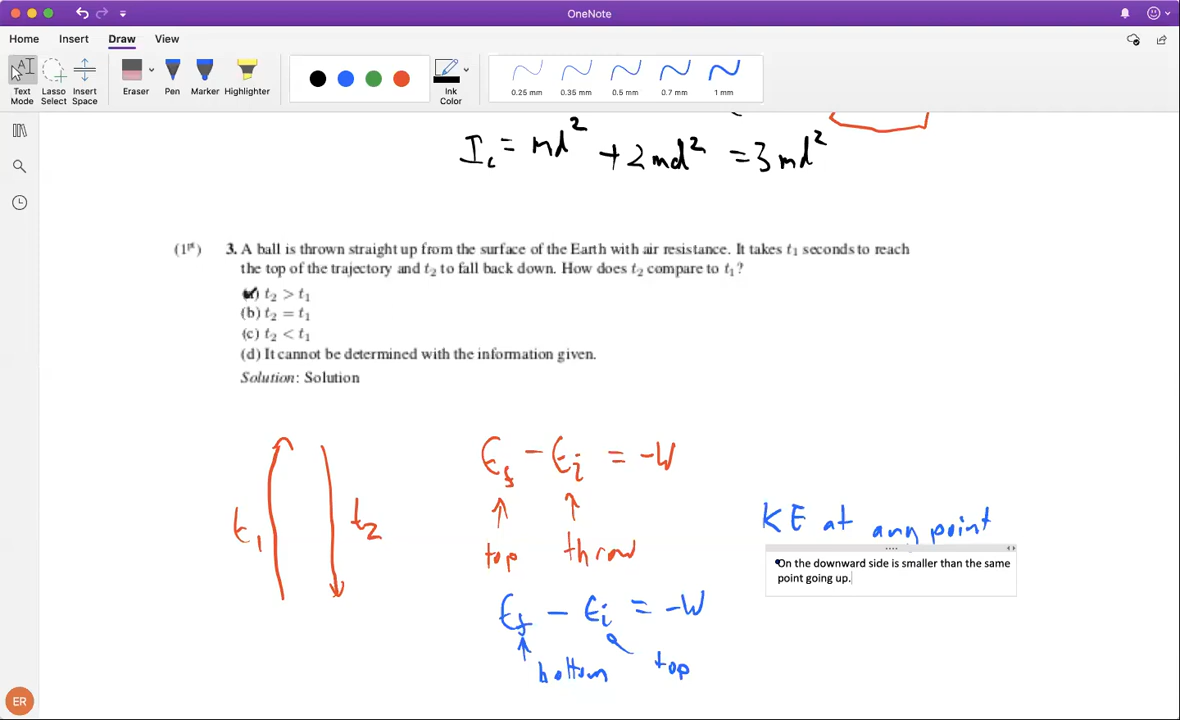 OneNote
Home Insert Draw View
Text Mode
Lasso Select
Insert Space
Eraser
Pen
Marker
Highlighter
Ink Color
0.25 mm
0.35 mm
0.5 mm
0.7 mm
1 mm
I_c = md² + 2md² = 3md²
(1ˢᵗ) 3. A ball is thrown straight up from the surface of the Earth with air resistance. It takes t₁ seconds to reach
the top of the trajectory and t₂ to fall back down. How does t₂ compare to t₁?
t₂ > t₁
(b) t₂ = t₁
(c) t₂ < t₁
(d) It cannot be determined with the information given.
Solution: Solution
t₁
t₂
E_f - E_i = -W
top throw
E_f - E_i = -W
bottom top
KE at any point
On the downward side is smaller than the same
point going up.
ER